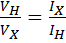 V_H/V_X = I_X/I_H